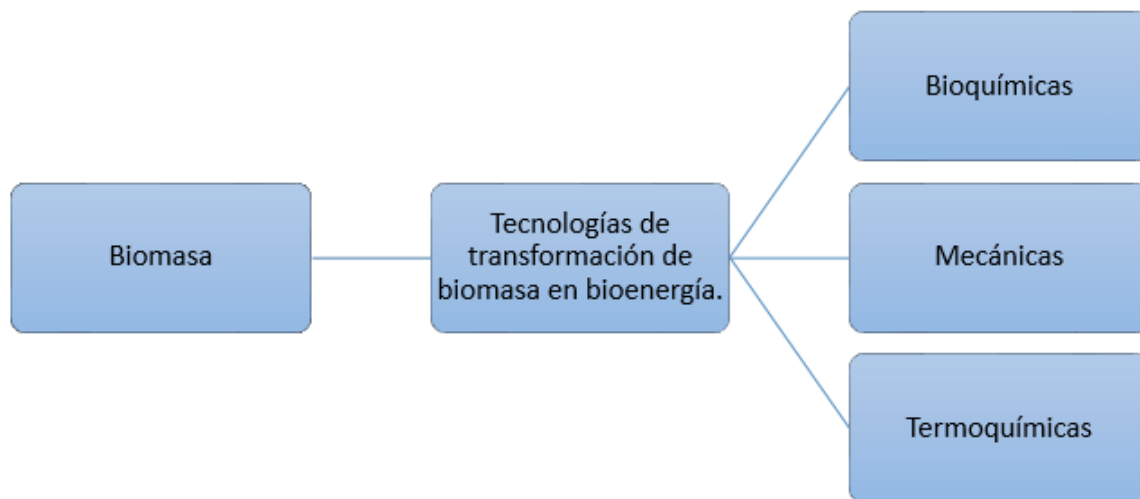 Biomasa
Tecnologías de
transformación de
biomasa en bioenergía.
Bioquímicas
Mecánicas
Termoquímicas